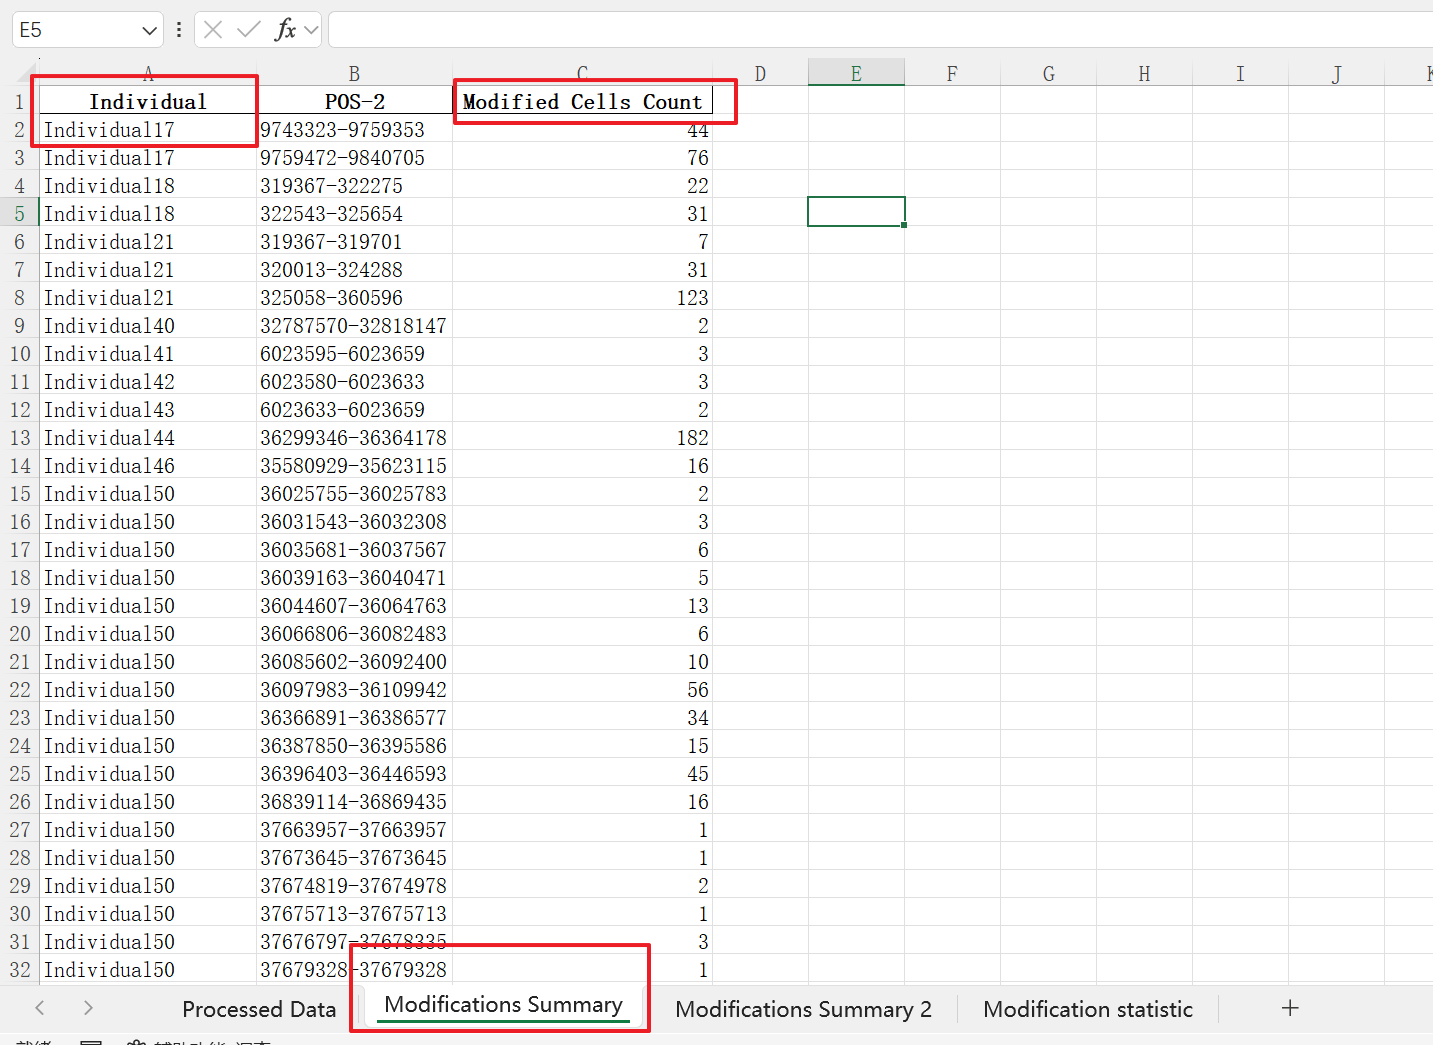 E5 fx
A B C D E F G H I J K
1 Individual POS-2 Modified Cells Count
2 Individual17 9743323-9759353 44
3 Individual17 9759472-9840705 76
4 Individual18 319367-322275 22
5 Individual18 322543-325654 31
6 Individual21 319367-319701 7
7 Individual21 320013-324288 31
8 Individual21 325058-360596 123
9 Individual40 32787570-32818147 2
10 Individual41 6023595-6023659 3
11 Individual42 6023580-6023633 3
12 Individual43 6023633-6023659 2
13 Individual44 36299346-36364178 182
14 Individual46 35580929-35623115 16
15 Individual50 36025755-36025783 2
16 Individual50 36031543-36032308 3
17 Individual50 36035681-36037567 6
18 Individual50 36039163-36040471 5
19 Individual50 36044607-36064763 13
20 Individual50 36066806-36082483 6
21 Individual50 36085602-36092400 10
22 Individual50 36097983-36109942 56
23 Individual50 36366891-36386577 34
24 Individual50 36387850-36395586 15
25 Individual50 36396403-36446593 45
26 Individual50 36839114-36869435 16
27 Individual50 37663957-37663957 1
28 Individual50 37673645-37673645 1
29 Individual50 37674819-37674978 2
30 Individual50 37675713-37675713 1
31 Individual50 37676797-37678335 3
32 Individual50 37679328-37679328 1
Processed Data Modifications Summary Modifications Summary 2 Modification statistic